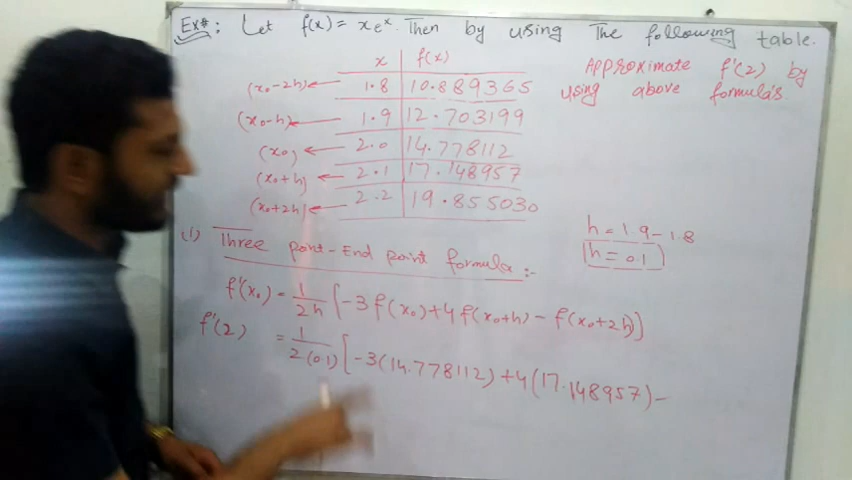 Ex#: Let f(x) = xeˣ. Then by using The following table.
x f(x)
(x₀-2h) ← 1.8 10.889365
(x₀-h) ← 1.9 12.703199
(x₀) ← 2.0 14.778112
(x₀+h) ← 2.1 17.148957
(x₀+2h) ← 2.2 19.855030
Approximate f'(2) by
using above formula's.
h = 1.9-1.8
h = 0.1
(1) Three point-End point formula:-
f'(x₀) = 1/2h [-3f(x₀)+4f(x₀+h) - f(x₀+2h)]
f'(2) = 1/2(0.1) [-3(14.778112)+4(17.148957)-